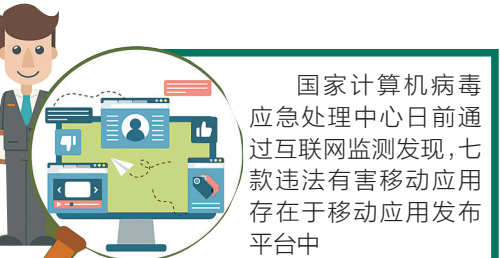 国家计算机病毒
应急处理中心日前通
过互联网监测发现，七
款违法有害移动应用
存在于移动应用发布
平台中